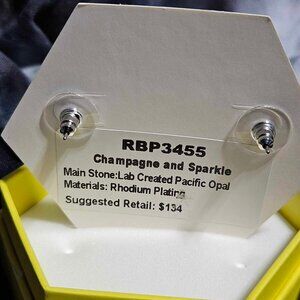 RBP3455
Champagne and Sparkle
Main Stone:Lab Created Pacific Opal
Materials: Rhodium Plating
Suggested Retail: $134